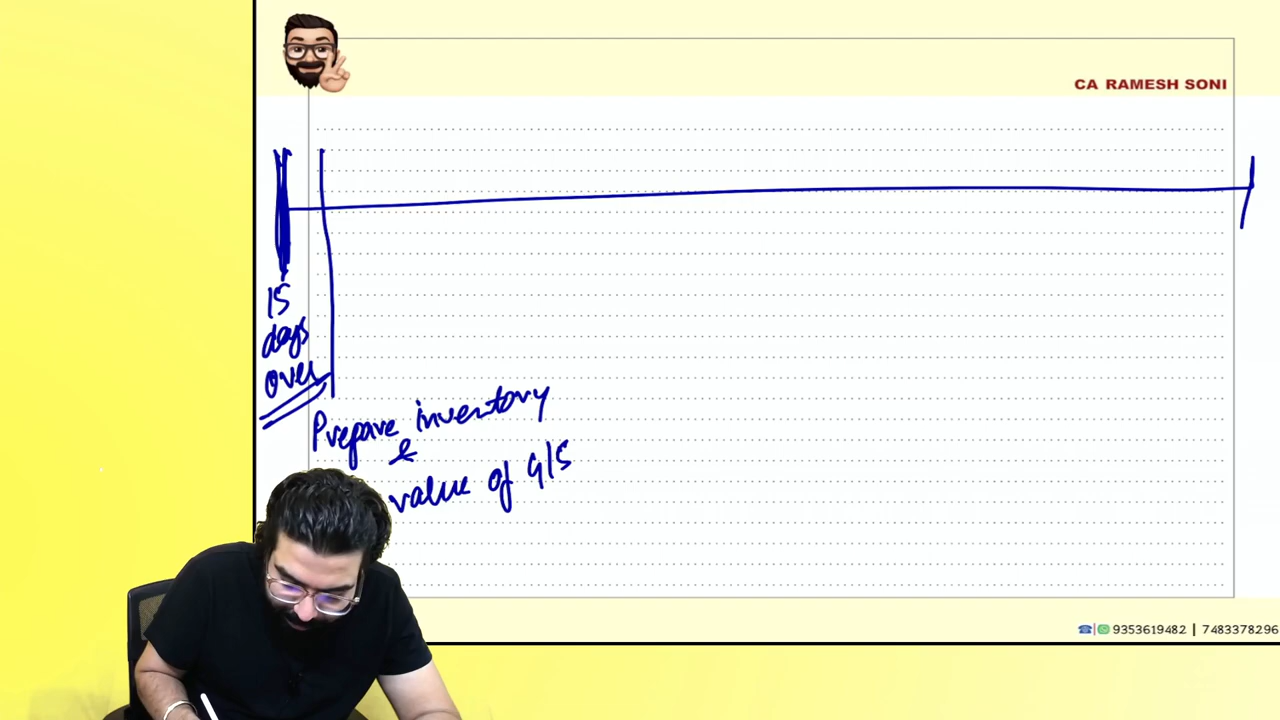 CA RAMESH SONI
15
days
over
Prepare inventory
&
value of G/S
9353619482 | 7483378296